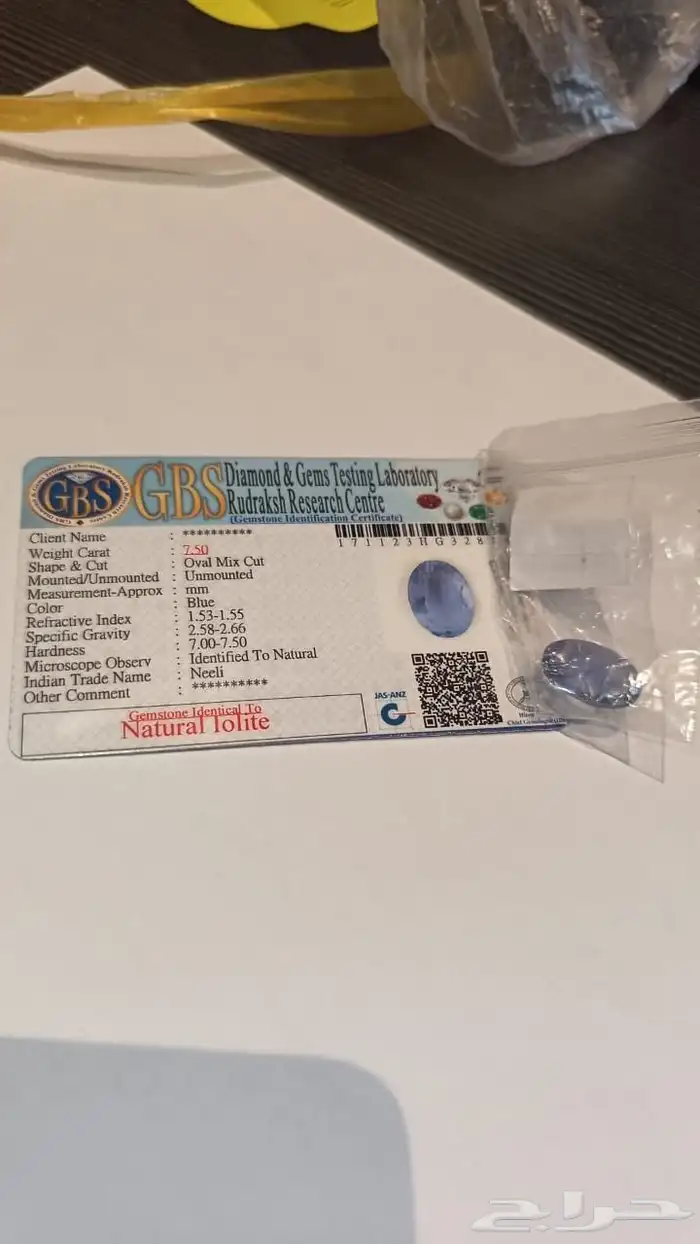 GBS
GBS Diamond & Gems Testing Laboratory
Rudraksh Research Centre
(Gemstone Identification Certificate)
Client Name : **********
Weight Carat : 7.50
Shape & Cut : Oval Mix Cut
Mounted/Unmounted : Unmounted
Measurement-Approx : mm
Color : Blue
Refractive Index : 1.53-1.55
Specific Gravity : 2.58-2.66
Hardness : 7.00-7.50
Microscope Observ : Identified To Natural
Indian Trade Name : Neeli
Other Comment : **********
171123HG328
JAS-ANZ
Gemstone Identical To
Natural Iolite
حراج